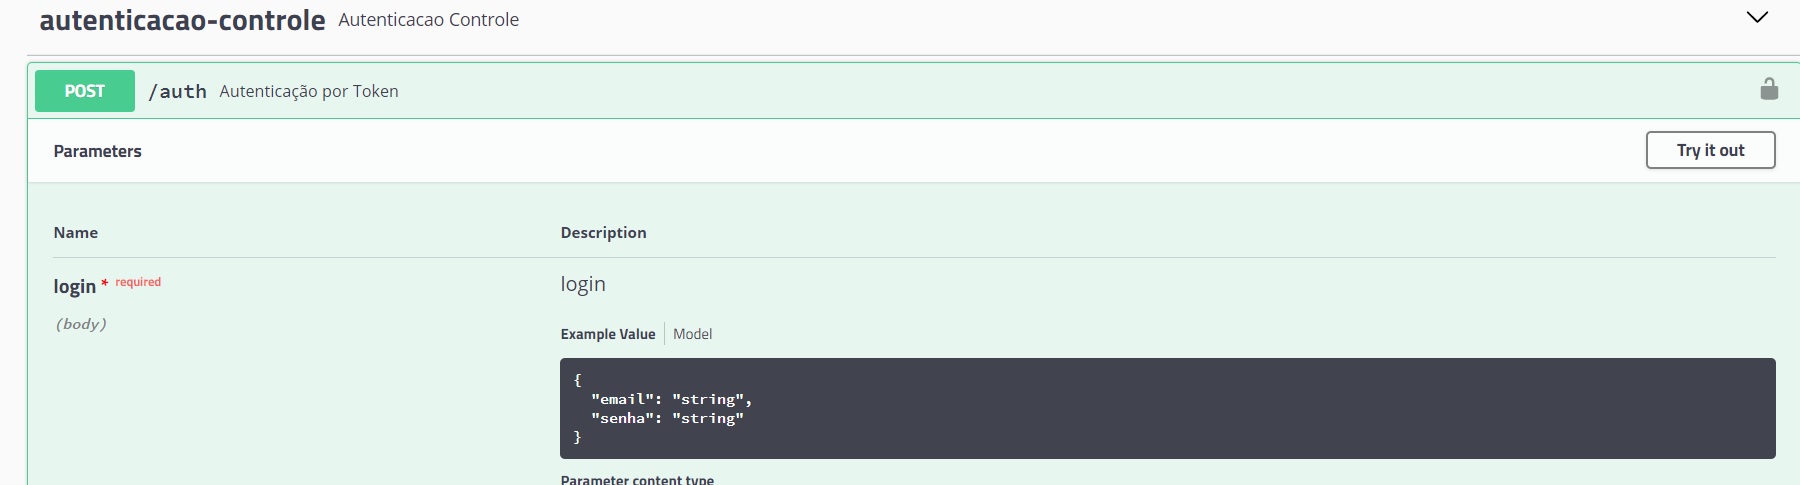 autenticacao-controle Autenticacao Controle
POST /auth Autenticação por Token
Parameters Try it out
Name Description
login * required login
(body)
Example Value Model
{
"email": "string",
"senha": "string"
}
Parameter content type